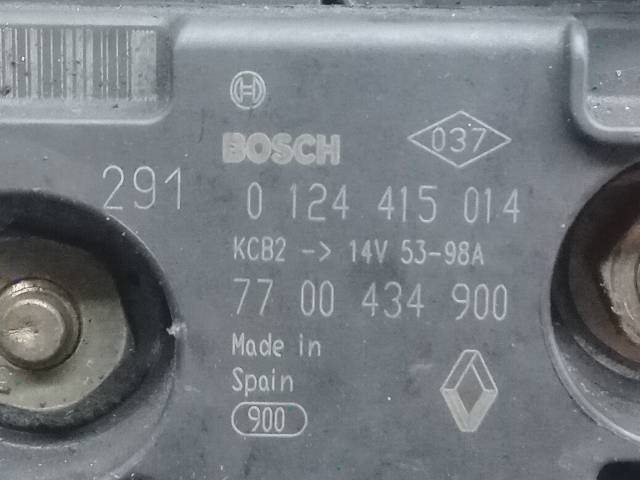 BOSCH
037
291
0 124 415 014
KCB2 -> 14V 53-98A
77 00 434 900
Made in
Spain
900